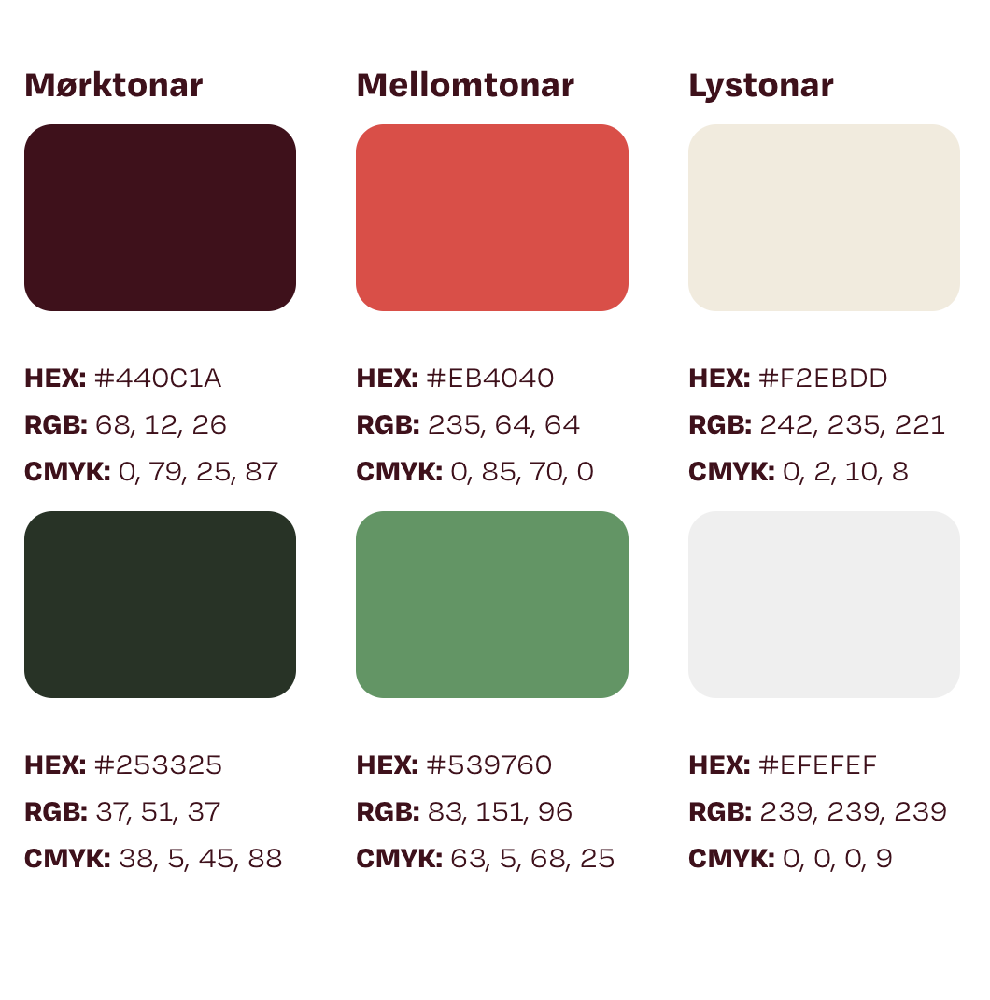 Mørktonar
Mellomtonar
Lystonar
HEX: #440C1A
RGB: 68, 12, 26
CMYK: 0, 79, 25, 87
HEX: #EB4040
RGB: 235, 64, 64
CMYK: 0, 85, 70, 0
HEX: #F2EBDD
RGB: 242, 235, 221
CMYK: 0, 2, 10, 8
HEX: #253325
RGB: 37, 51, 37
CMYK: 38, 5, 45, 88
HEX: #539760
RGB: 83, 151, 96
CMYK: 63, 5, 68, 25
HEX: #EFEFEF
RGB: 239, 239, 239
CMYK: 0, 0, 0, 9